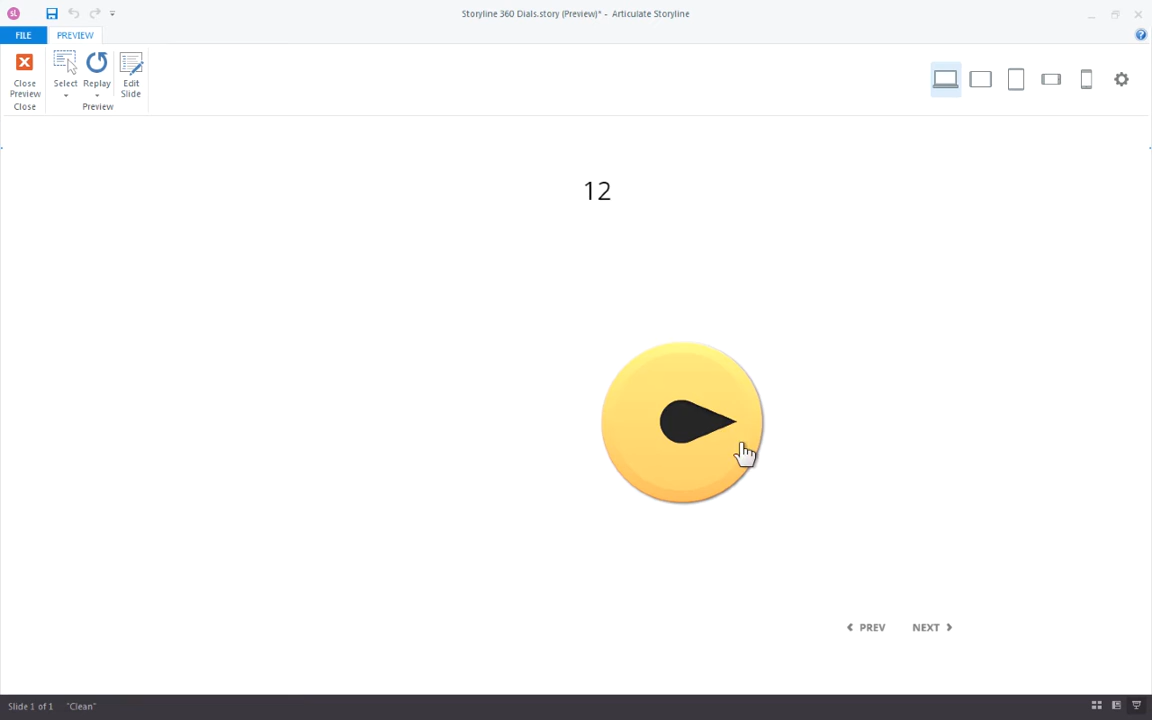 sl
Storyline 360 Dials.story (Preview)* - Articulate Storyline
FILE
PREVIEW
?
Close Preview
Select
Replay
Edit Slide
Close
Preview
12
PREV
NEXT
Slide 1 of 1
"Clean"